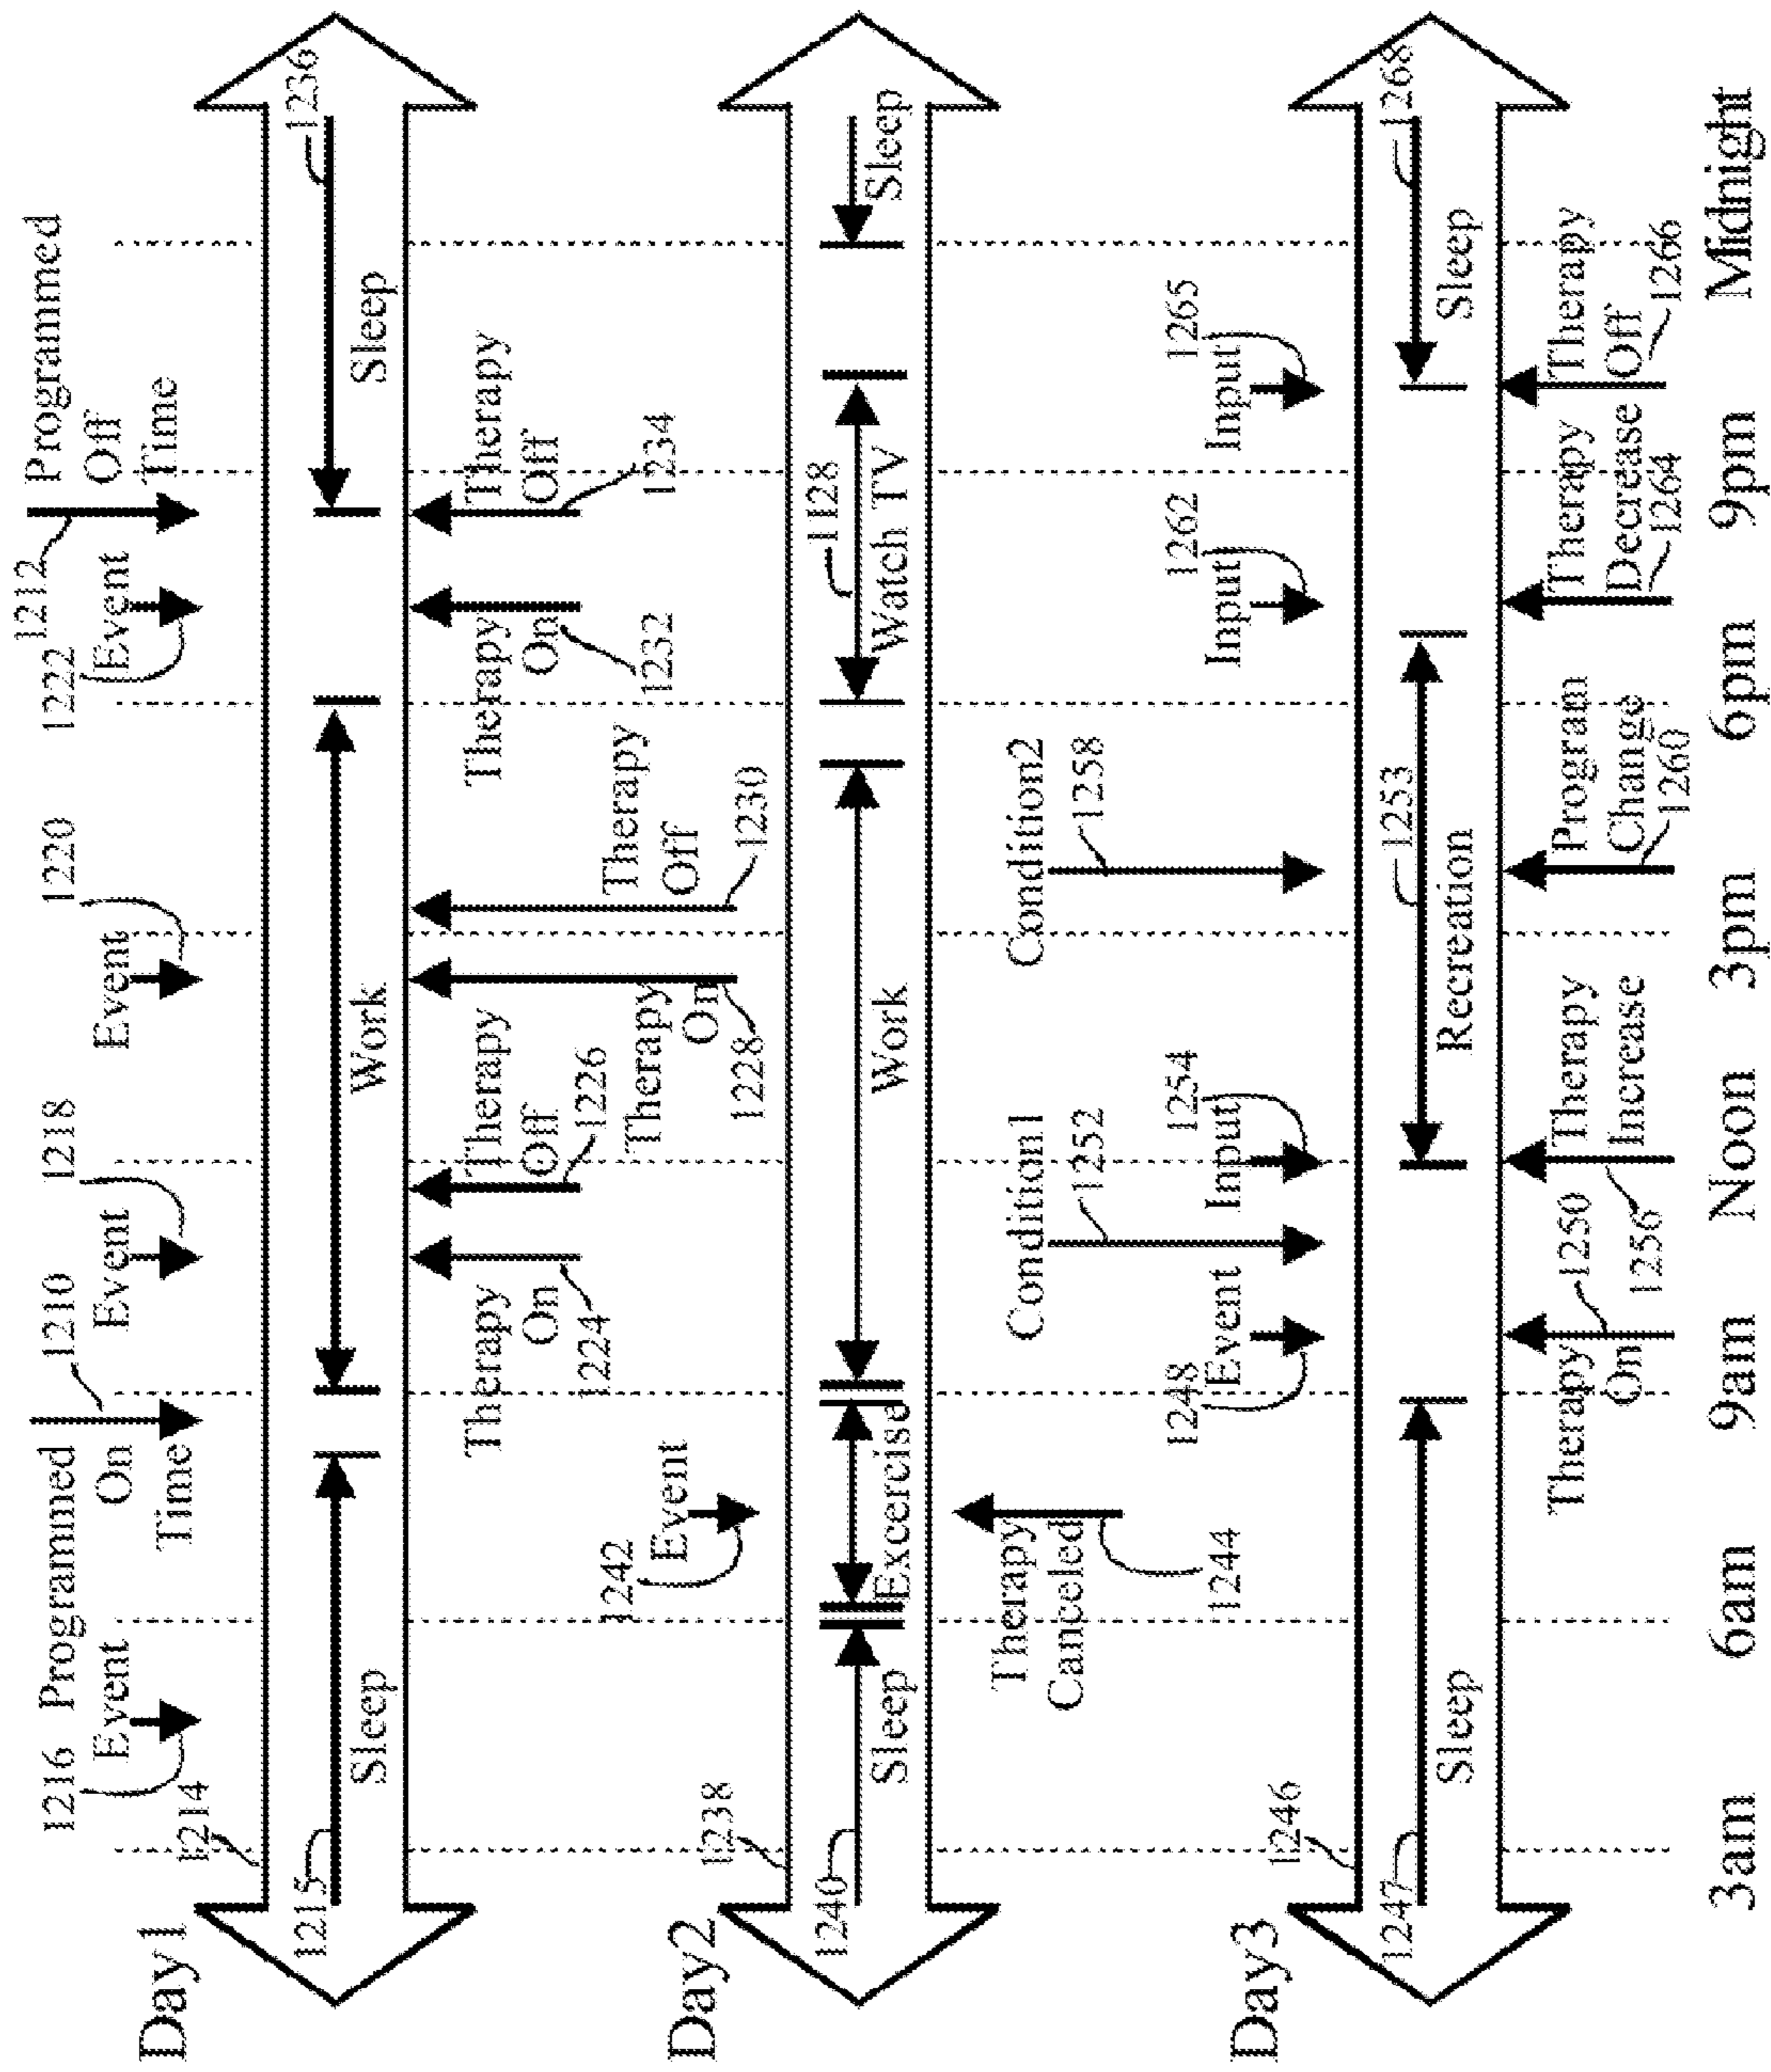 Day1
1214
1216
Event
Programmed
On
Time
1210
Event
1218
Event
1220
1222
Event
1212
Programmed
Off
Time
1215
Sleep
Work
Sleep
1236
Therapy
On
1224
Therapy
Off
1226
Therapy
On
1228
Therapy
Off
1230
Therapy
On
1232
Therapy
Off
1234
Day2
1238
1242
Event
1240
Sleep
Excercise
Work
1128
Watch TV
Sleep
Therapy
Canceled
1244
Day3
1246
1248
Event
Condition1
1252
Input
1254
Condition2
1258
Input
1262
Input
1265
1247
Sleep
1253
Recreation
Sleep
1268
Therapy
On
1250
Therapy
Increase
1256
Program
Change
1260
Therapy
Decrease
1264
Therapy
Off
1266
3am 6am 9am Noon 3pm 6pm 9pm Midnight